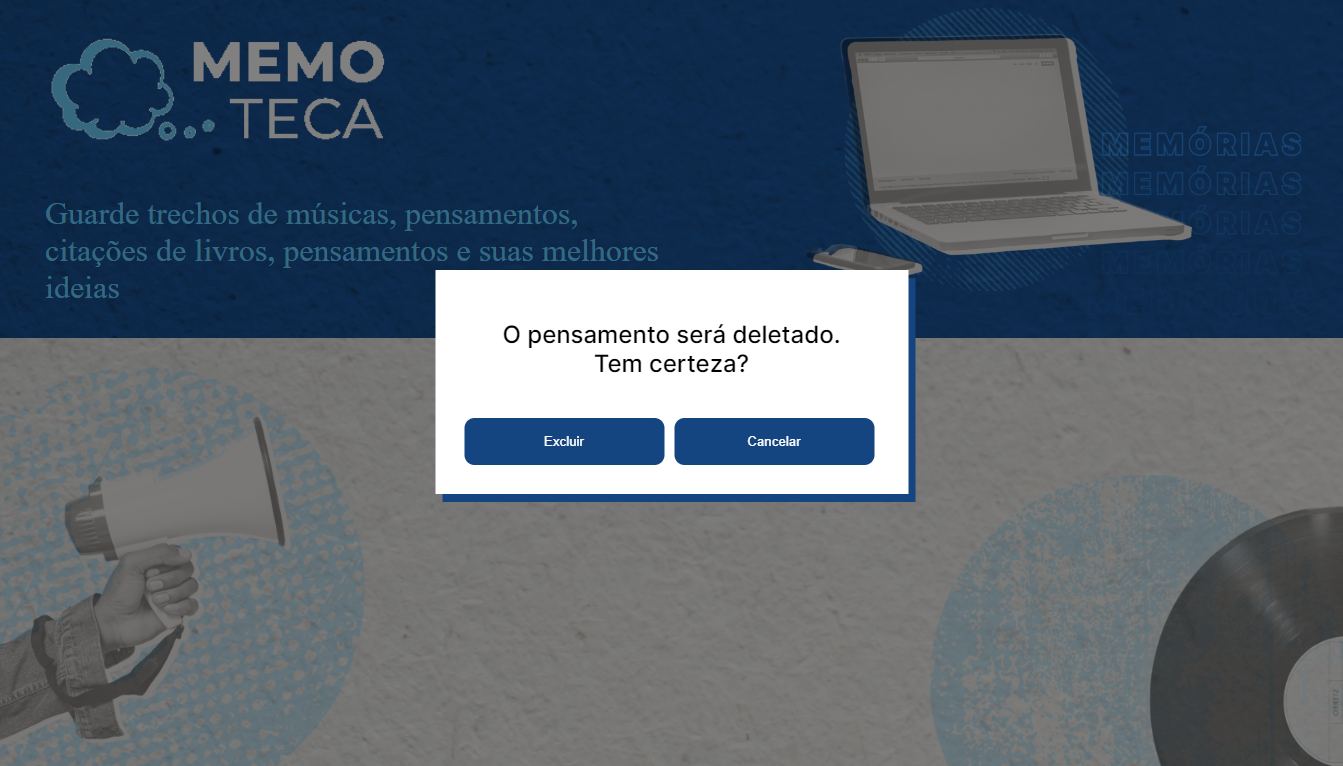 MEMO
TECA
MEMÓRIAS
MEMÓRIAS
MEMÓRIAS
Guarde trechos de músicas, pensamentos,
citações de livros, pensamentos e suas melhores
ideias
O pensamento será deletado.
Tem certeza?
Excluir
Cancelar